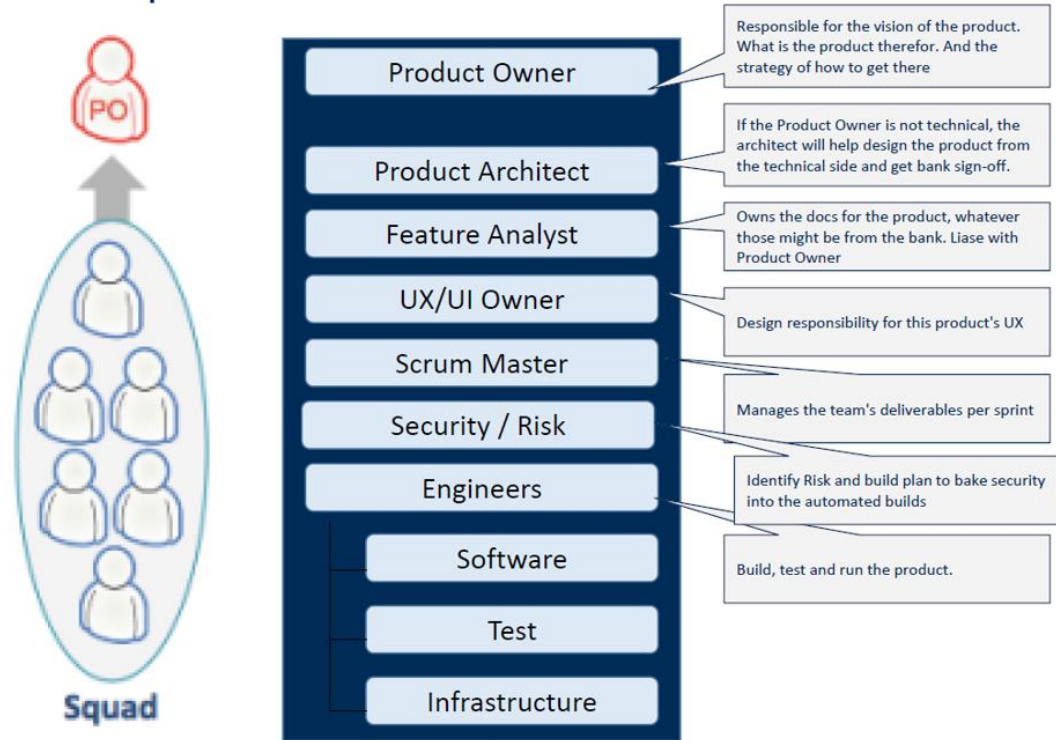 PO
Squad
Product Owner
Product Architect
Feature Analyst
UX/UI Owner
Scrum Master
Security / Risk
Engineers
Software
Test
Infrastructure
Responsible for the vision of the product.
What is the product therefor. And the
strategy of how to get there
If the Product Owner is not technical, the
architect will help design the product from
the technical side and get bank sign-off.
Owns the docs for the product, whatever
those might be from the bank. Liase with
Product Owner
Design responsibility for this product's UX
Manages the team's deliverables per sprint
Identify Risk and build plan to bake security
into the automated builds
Build, test and run the product.